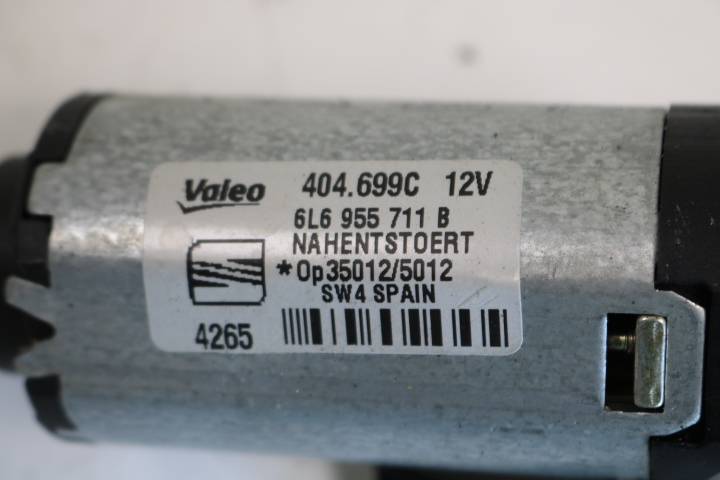 Valeo 404.699C 12V
6L6 955 711 B
NAHENTSTOERT
*Op35012/5012
SW4 SPAIN
4265